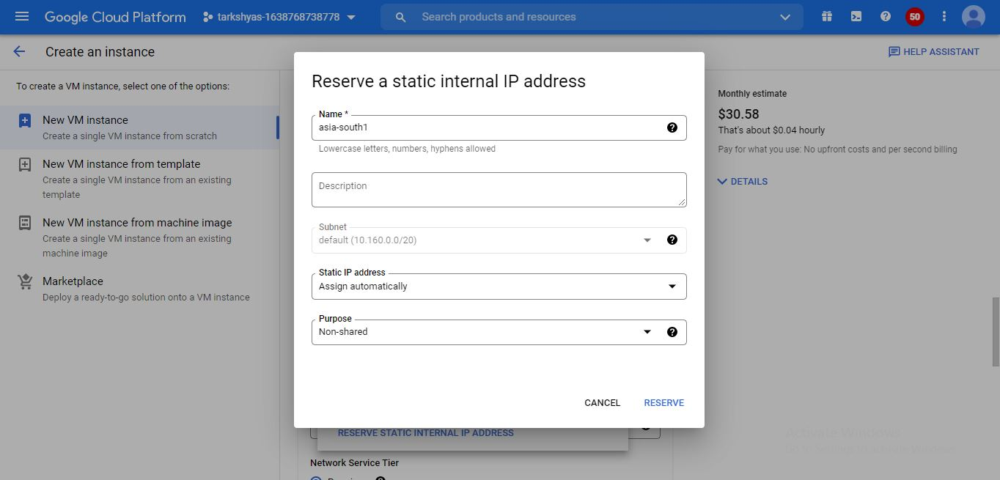 Google Cloud Platform
tarkshyas-1638768738778
Search products and resources
50
Create an instance
HELP ASSISTANT
To create a VM instance, select one of the options:
New VM instance
Create a single VM instance from scratch
New VM instance from template
Create a single VM instance from an existing
template
New VM instance from machine image
Create a single VM instance from an existing
machine image
Marketplace
Deploy a ready-to-go solution onto a VM instance
Reserve a static internal IP address
Name *
asia-south1
Lowercase letters, numbers, hyphens allowed
Description
Subnet
default (10.160.0.0/20)
Static IP address
Assign automatically
Purpose
Non-shared
CANCEL
RESERVE
RESERVE STATIC INTERNAL IP ADDRESS
Network Service Tier
Monthly estimate
$30.58
That's about $0.04 hourly
Pay for what you use: No upfront costs and per second billing
DETAILS
Activate Windows
Go to Settings to activate Windows.